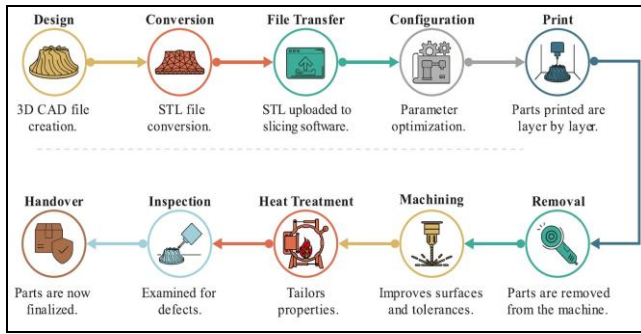 Design
Conversion
File Transfer
Configuration
Print
3D CAD file
creation.
STL file
conversion.
STL uploaded to
slicing software.
Parameter
optimization.
Parts printed are
layer by layer.
Handover
Inspection
Heat Treatment
Machining
Removal
Parts are now
finalized.
Examined for
defects.
Tailors
properties.
Improves surfaces
and tolerances.
Parts are removed
from the machine.